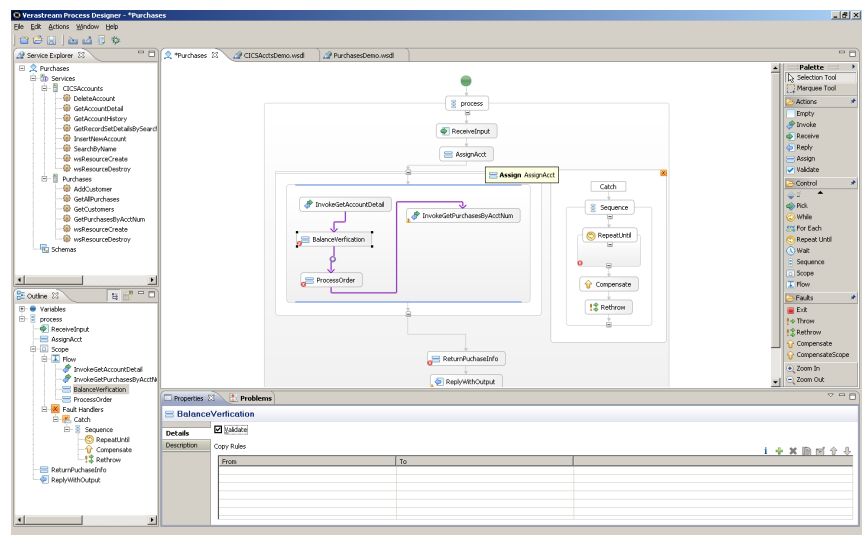 Verastream Process Designer - *Purchases
File Edit Actions Window Help
Service Explorer
Purchases
Services
CICSAccounts
DeleteAccount
GetAccountDetail
GetAccountHistory
GetRecordSetDetailsBySearch
InsertNewAccount
SearchByName
wsResourceCreate
wsResourceDestroy
Purchases
AddCustomer
GetAllPurchases
GetCustomers
GetPurchasesByAcctNum
wsResourceCreate
wsResourceDestroy
Schemas
Outline
Variables
process
ReceiveInput
AssignAcct
Scope
Flow
InvokeGetAccountDetail
InvokeGetPurchasesByAcctN
BalanceVerfication
ProcessOrder
Fault Handlers
Catch
Sequence
RepeatUntil
Compensate
Rethrow
ReturnPuchaseInfo
ReplyWithOutput
*Purchases CICSAcctsDemo.wsdl PurchasesDemo.wsdl
process
ReceiveInput
AssignAcct
Assign AssignAcct
InvokeGetAccountDetail
InvokeGetPurchasesByAcctNum
BalanceVerfication
ProcessOrder
Catch
Sequence
RepeatUntil
Compensate
Rethrow
ReturnPuchaseInfo
ReplyWithOutput
Palette
Selection Tool
Marquee Tool
Actions
Empty
Invoke
Receive
Reply
Assign
Validate
Control
If
Pick
While
For Each
Repeat Until
Wait
Sequence
Scope
Flow
Faults
Exit
Throw
Rethrow
Compensate
CompensateScope
Zoom In
Zoom Out
Properties Problems
BalanceVerfication
Details
Description
Validate
Copy Rules
From To